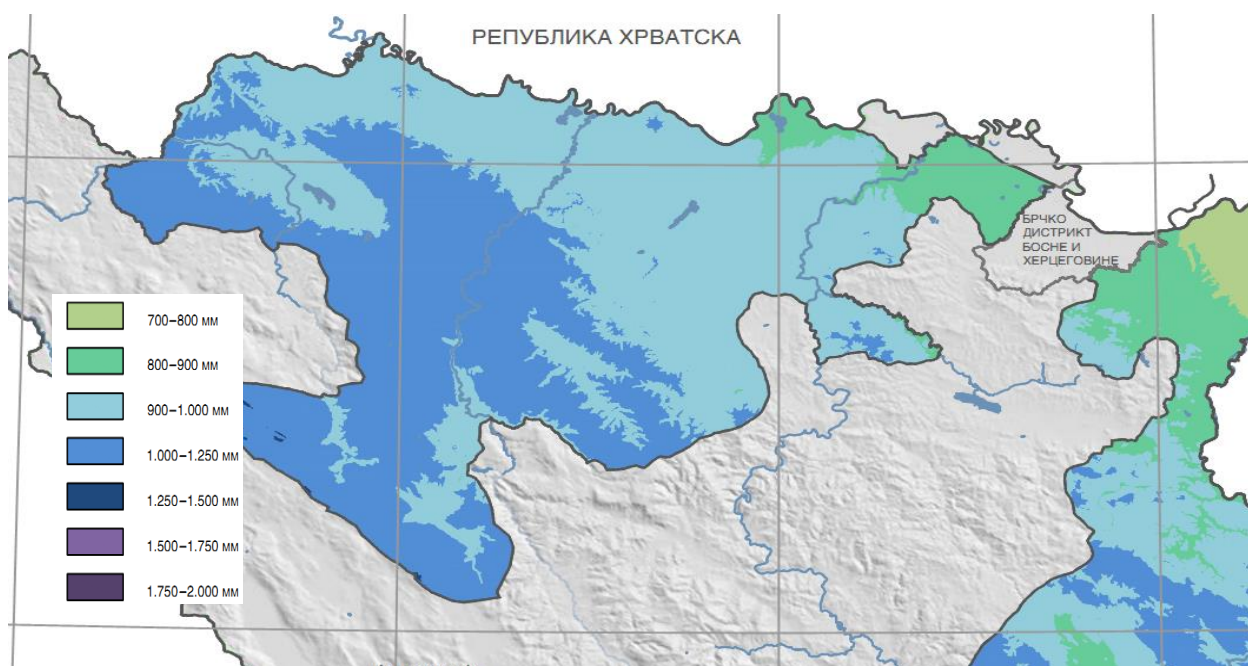 РЕПУБЛИКА ХРВАТСКА
БРЧКО
ДИСТРИКТ
БОСНЕ И
ХЕРЦЕГОВИНЕ
700–800 мм
800–900 мм
900–1.000 мм
1.000–1.250 мм
1.250–1.500 мм
1.500–1.750 мм
1.750–2.000 мм